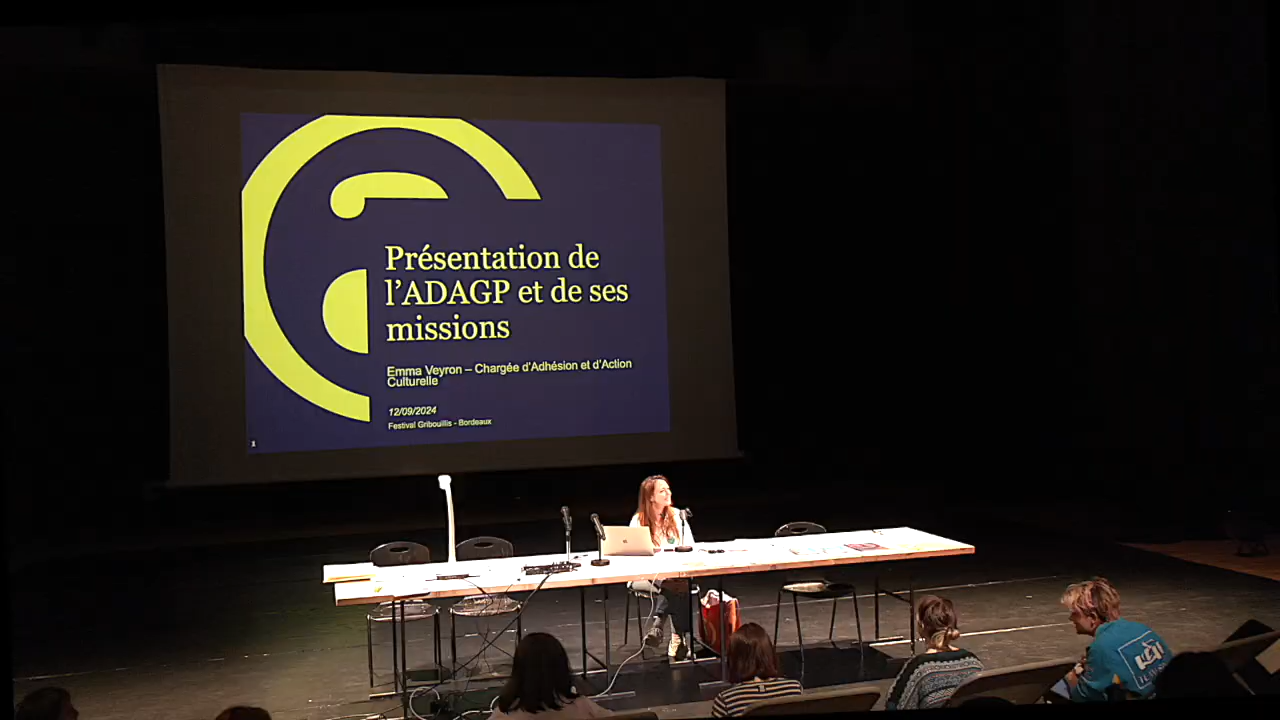 Présentation de
l'ADAGP et de ses
missions
Emma Veyron – Chargée d'Adhésion et d'Action
Culturelle
12/09/2024
Festival Gribouillis - Bordeaux